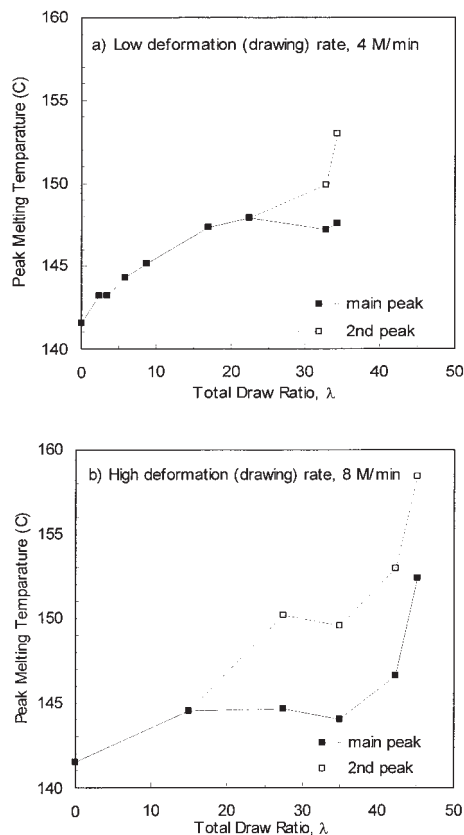 160
a) Low deformation (drawing) rate, 4 M/min
155
150
145
140
Peak Melting Temparature (C)
main peak
2nd peak
0 10 20 30 40 50
Total Draw Ratio, λ
160
b) High deformation (drawing) rate, 8 M/min
155
150
145
140
Peak Melting Temparature (C)
main peak
2nd peak
0 10 20 30 40 50
Total Draw Ratio, λ